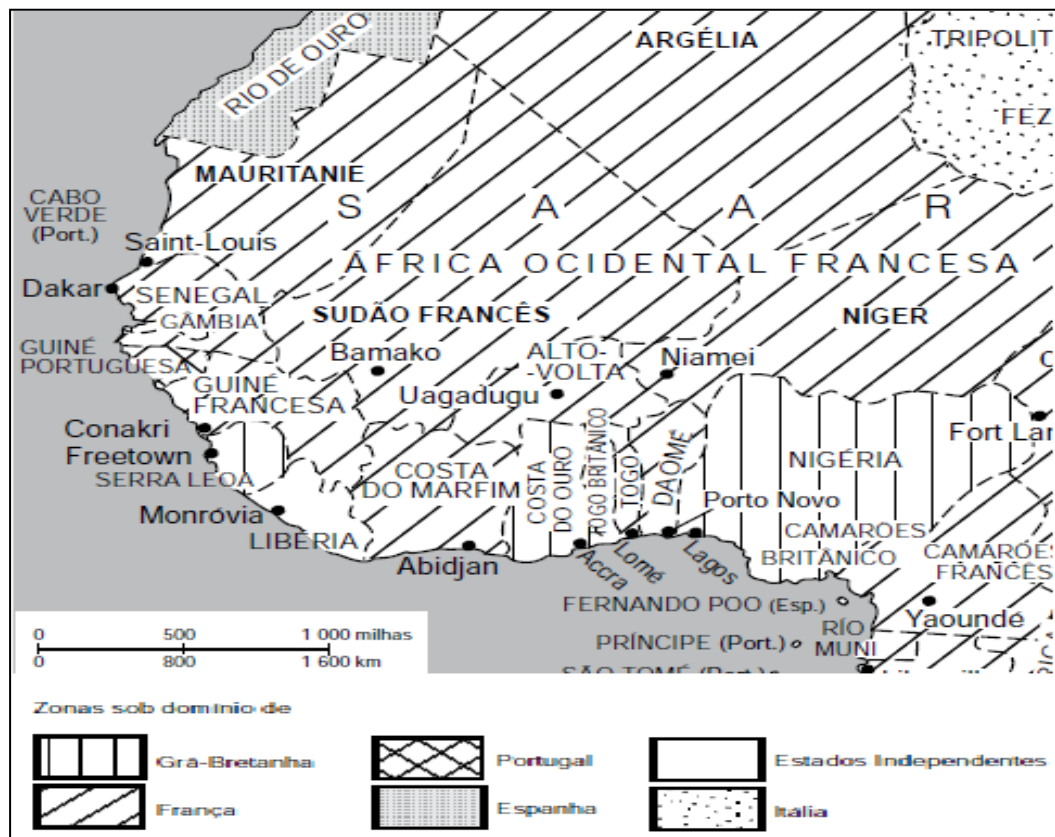 RIO DE OURO
ARGÉLIA
TRIPOLIT
FEZ
MAURITANIE
CABO
VERDE
(Port.)
S A A R
Saint-Louis
ÁFRICA OCIDENTAL FRANCESA
Dakar
SENEGAL
GÂMBIA
SUDÃO FRANCÊS
NÍGER
GUINÉ
PORTUGUESA
Bamako
ALTO-
-VOLTA
Niamei
GUINÉ
FRANCESA
Uagadugu
Conakri
Fort Lar
Freetown
SERRA LEOA
COSTA
DO MARFIM
COSTA
DO OURO
TOGO BRITÂNICO
TOGO
DAOMÉ
NIGÉRIA
Porto Novo
Monróvia
LIBÉRIA
CAMARÕES
BRITÂNICO
CAMARÕES
FRANCÊS
Abidjan
Accra
Lomé
Lagos
FERNANDO POO (Esp.)
Yaoundé
PRÍNCIPE (Port.)
RÍO
MUNI
SÃO TOMÉ (Port.)
0 500 1 000 milhas
0 800 1 600 km
Zonas sob domínio de
Grã-Bretanha
Portugal
Estados Independentes
França
Espanha
Itália